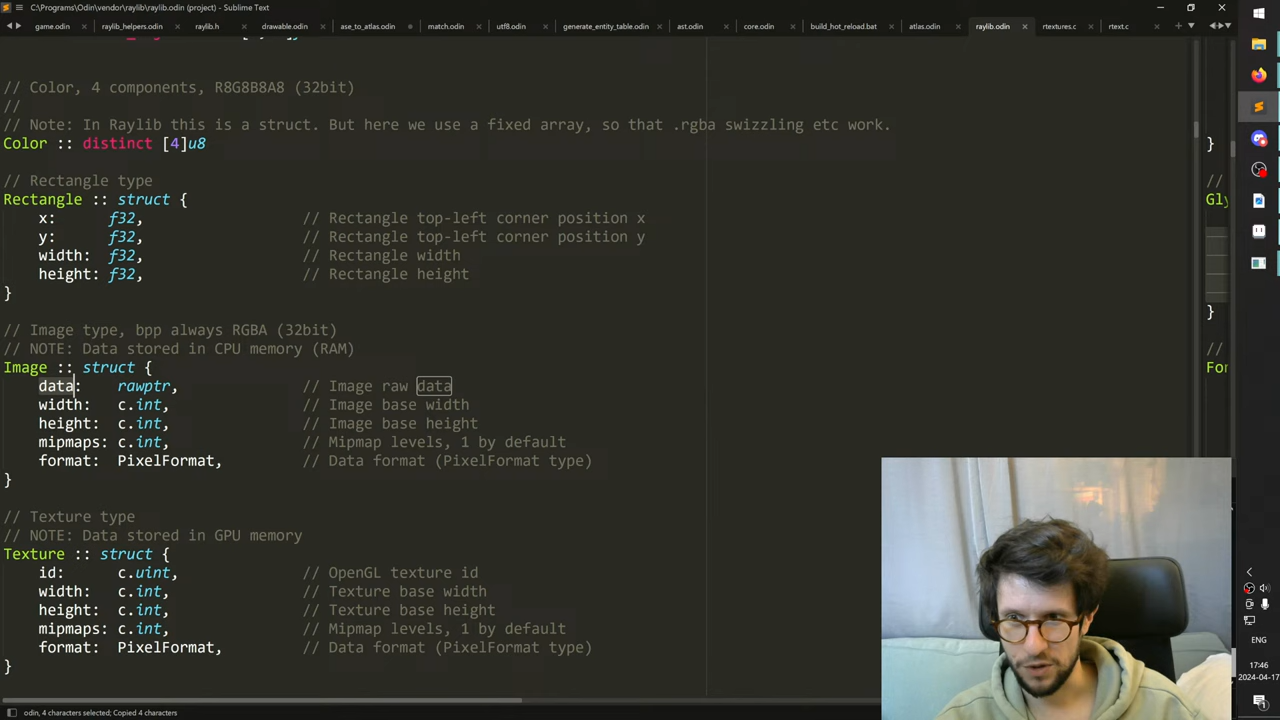 C:\Programs\Odin\vendor\raylib\raylib.odin (project) - Sublime Text
game.odin
raylib_helpers.odin
raylib.h
drawable.odin
ase_to_atlas.odin
match.odin
utf8.odin
generate_entity_table.odin
ast.odin
core.odin
build_hot_reload.bat
atlas.odin
raylib.odin
rtextures.c
rtext.c
// Color, 4 components, R8G8B8A8 (32bit)
//
// Note: In Raylib this is a struct. But here we use a fixed array, so that .rgba swizzling etc work.
Color :: distinct [4]u8
// Rectangle type
Rectangle :: struct {
x: f32, // Rectangle top-left corner position x
y: f32, // Rectangle top-left corner position y
width: f32, // Rectangle width
height: f32, // Rectangle height
}
// Image type, bpp always RGBA (32bit)
// NOTE: Data stored in CPU memory (RAM)
Image :: struct {
data: rawptr, // Image raw data
width: c.int, // Image base width
height: c.int, // Image base height
mipmaps: c.int, // Mipmap levels, 1 by default
format: PixelFormat, // Data format (PixelFormat type)
}
// Texture type
// NOTE: Data stored in GPU memory
Texture :: struct {
id: c.uint, // OpenGL texture id
width: c.int, // Texture base width
height: c.int, // Texture base height
mipmaps: c.int, // Mipmap levels, 1 by default
format: PixelFormat, // Data format (PixelFormat type)
}
}
//
Gly
}
//
Fo
odin, 4 characters selected; Copied 4 characters
ENG
17:46
2024-04-17